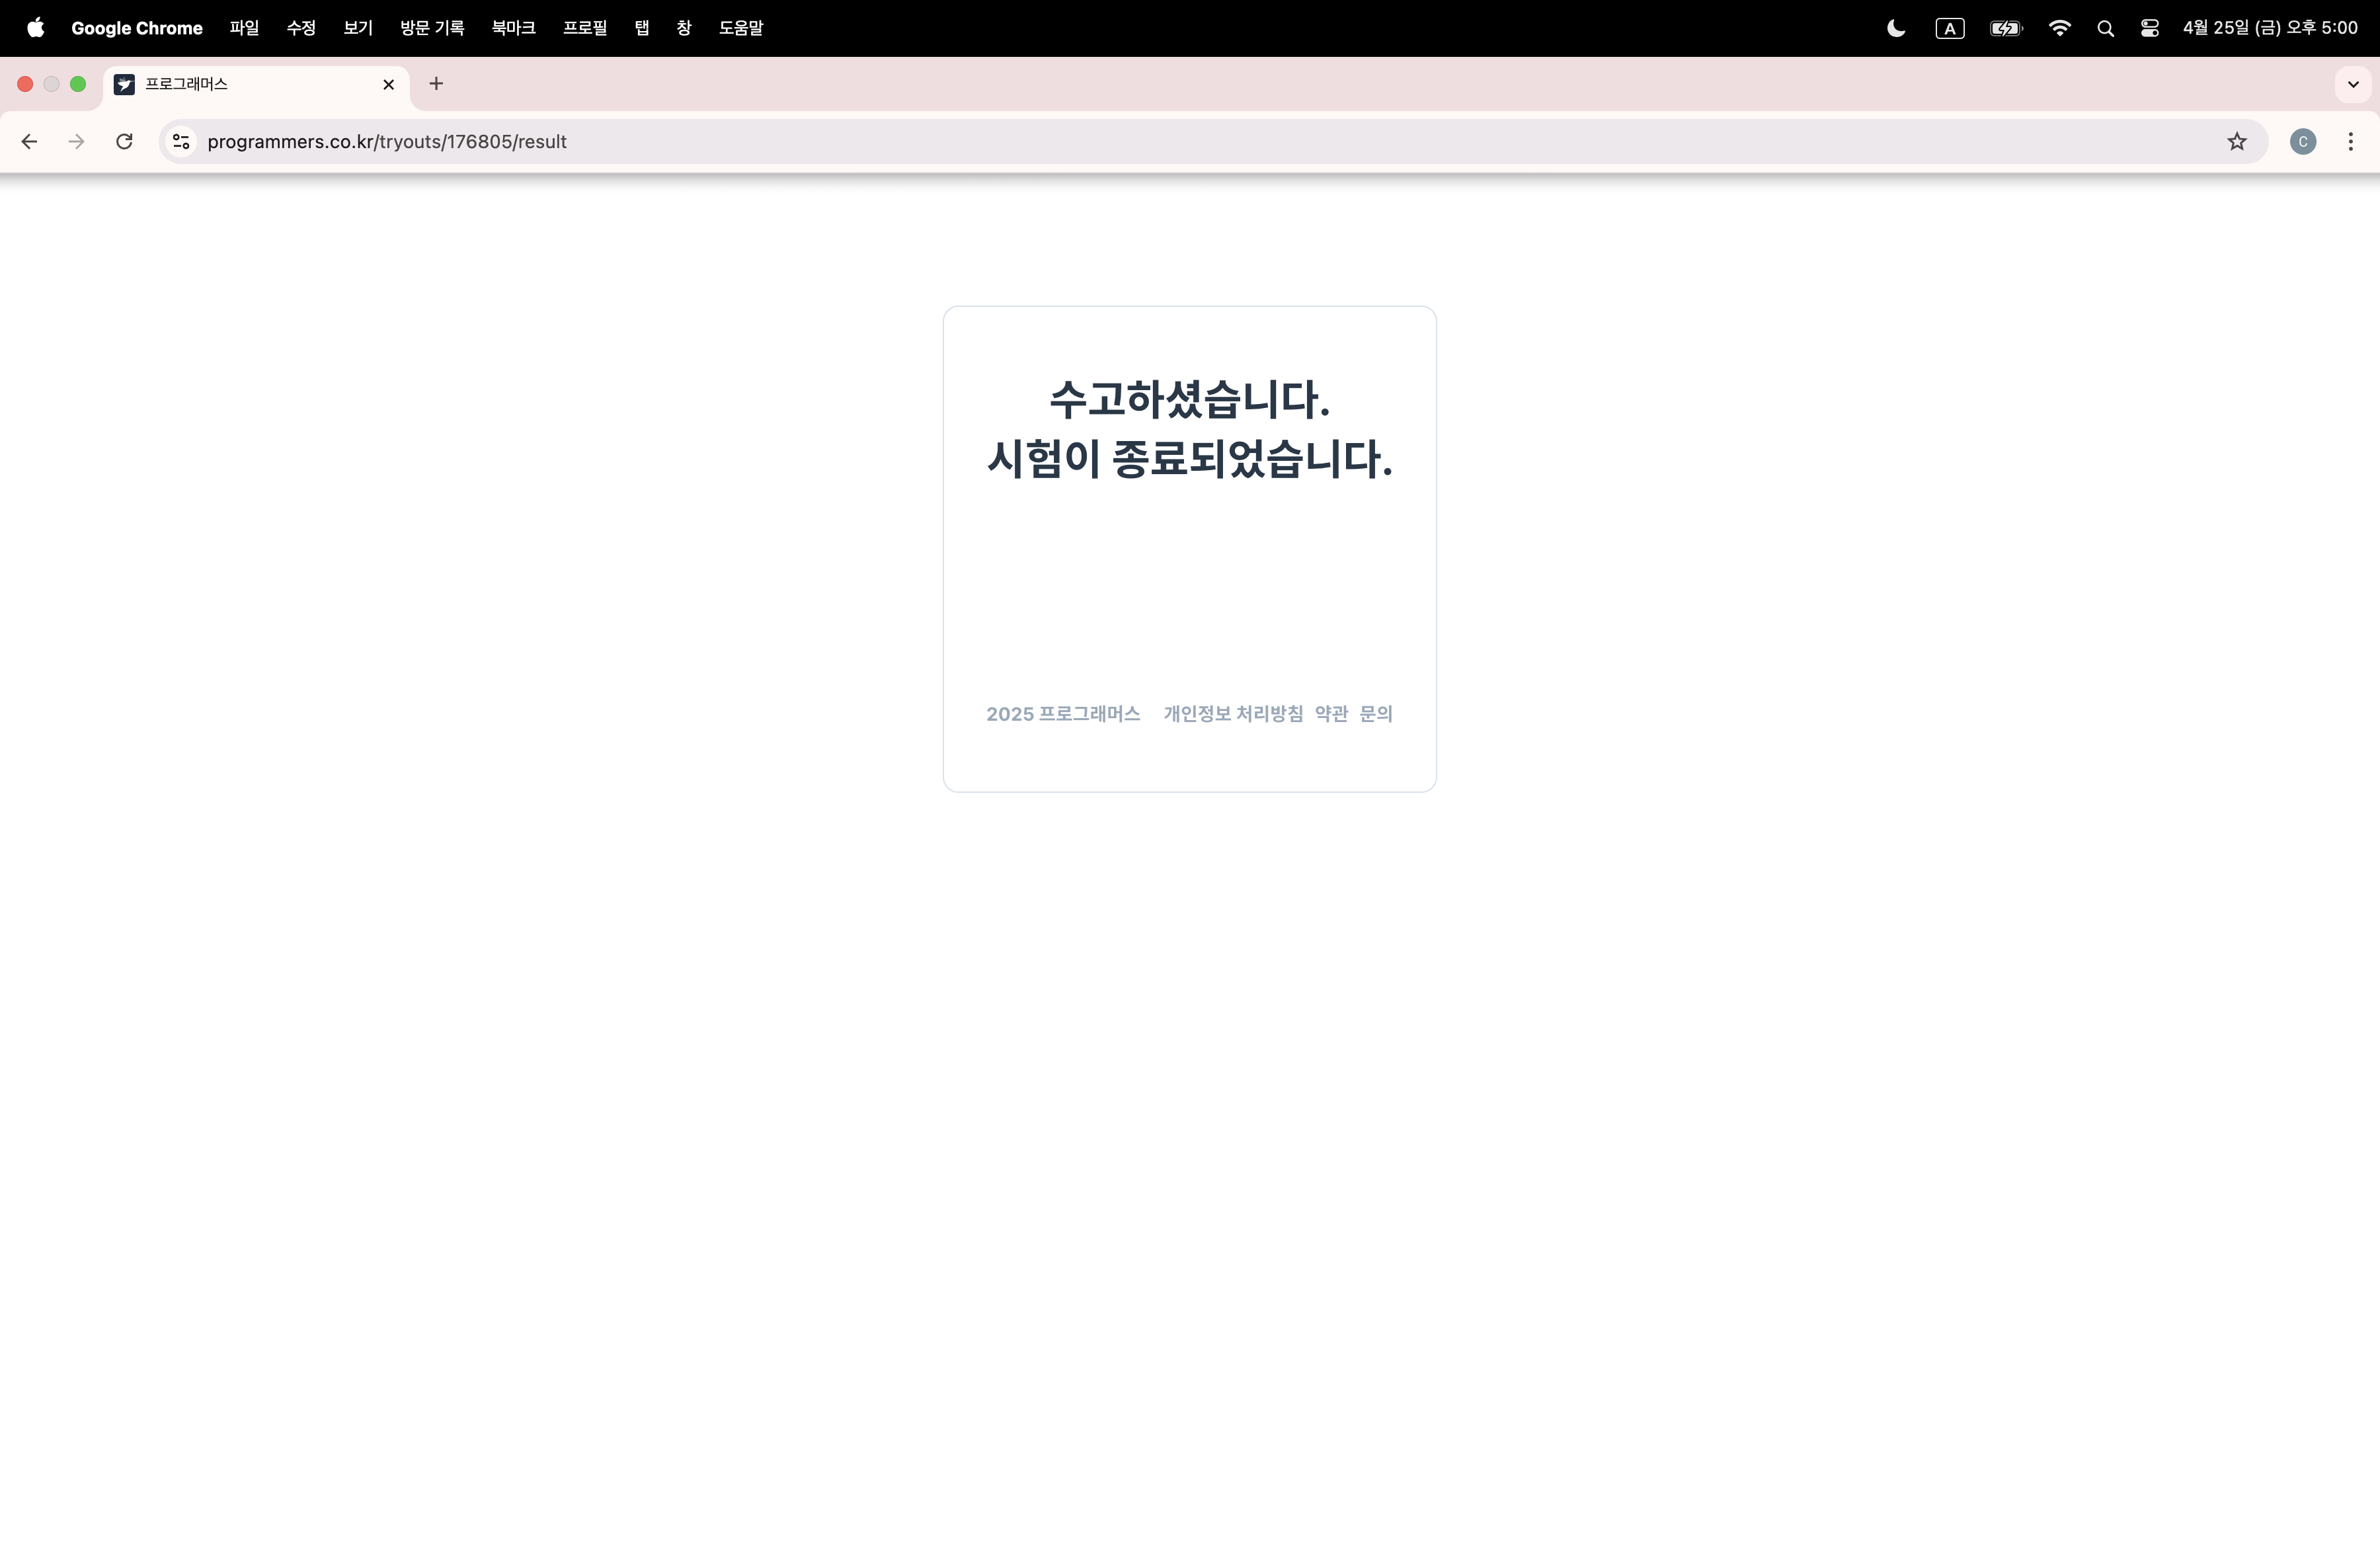 Google Chrome 파일 수정 보기 방문 기록 북마크 프로필 탭 창 도움말 A 4월 25일 (금) 오후 5:00
프로그래머스
programmers.co.kr/tryouts/176805/result C
수고하셨습니다.
시험이 종료되었습니다.
2025 프로그래머스 개인정보 처리방침 약관 문의